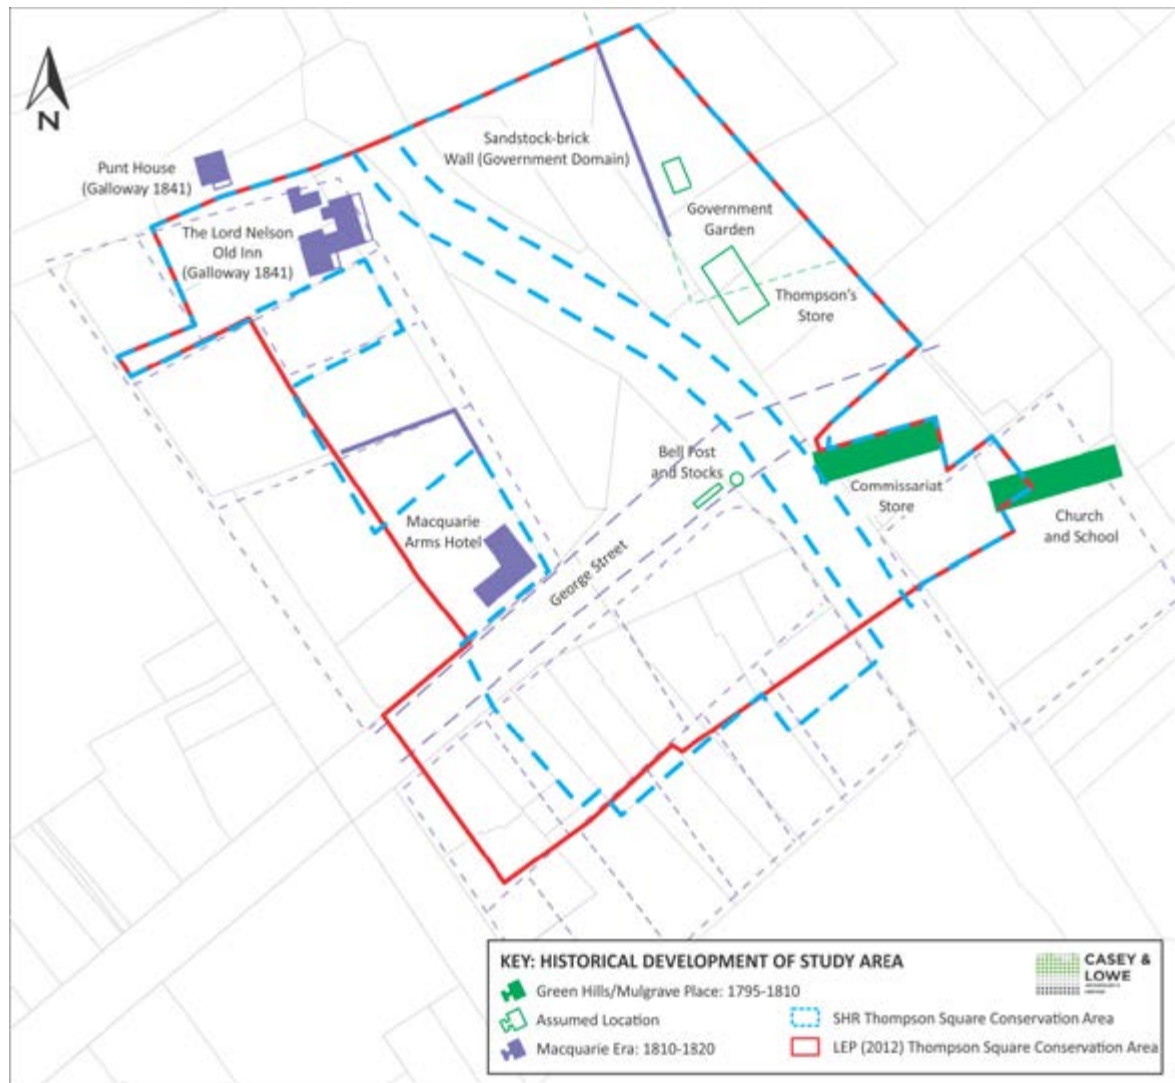 N
Punt House
(Galloway 1841)
The Lord Nelson
Old Inn
(Galloway 1841)
Sandstock-brick
Wall (Government Domain)
Government
Garden
Thompson's
Store
Bell Post
and Stocks
Commissariat
Store
Church
and School
Macquarie
Arms Hotel
George Street
KEY: HISTORICAL DEVELOPMENT OF STUDY AREA
Green Hills/Mulgrave Place: 1795-1810
Assumed Location
Macquarie Era: 1810-1820
SHR Thompson Square Conservation Area
LEP (2012) Thompson Square Conservation Area
CASEY &
LOWE